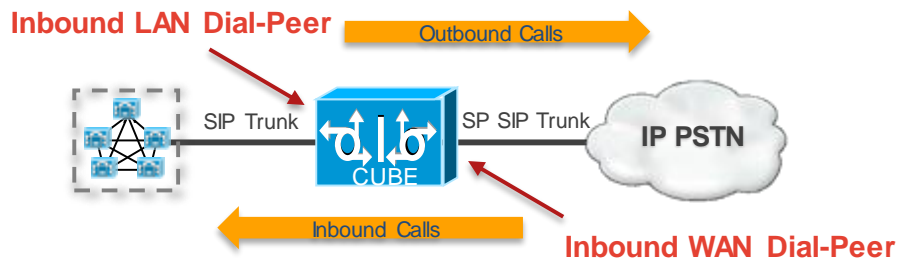 Inbound LAN Dial-Peer
Outbound Calls
SIP Trunk
SP SIP Trunk
IP PSTN
CUBE
Inbound Calls
Inbound WAN Dial-Peer